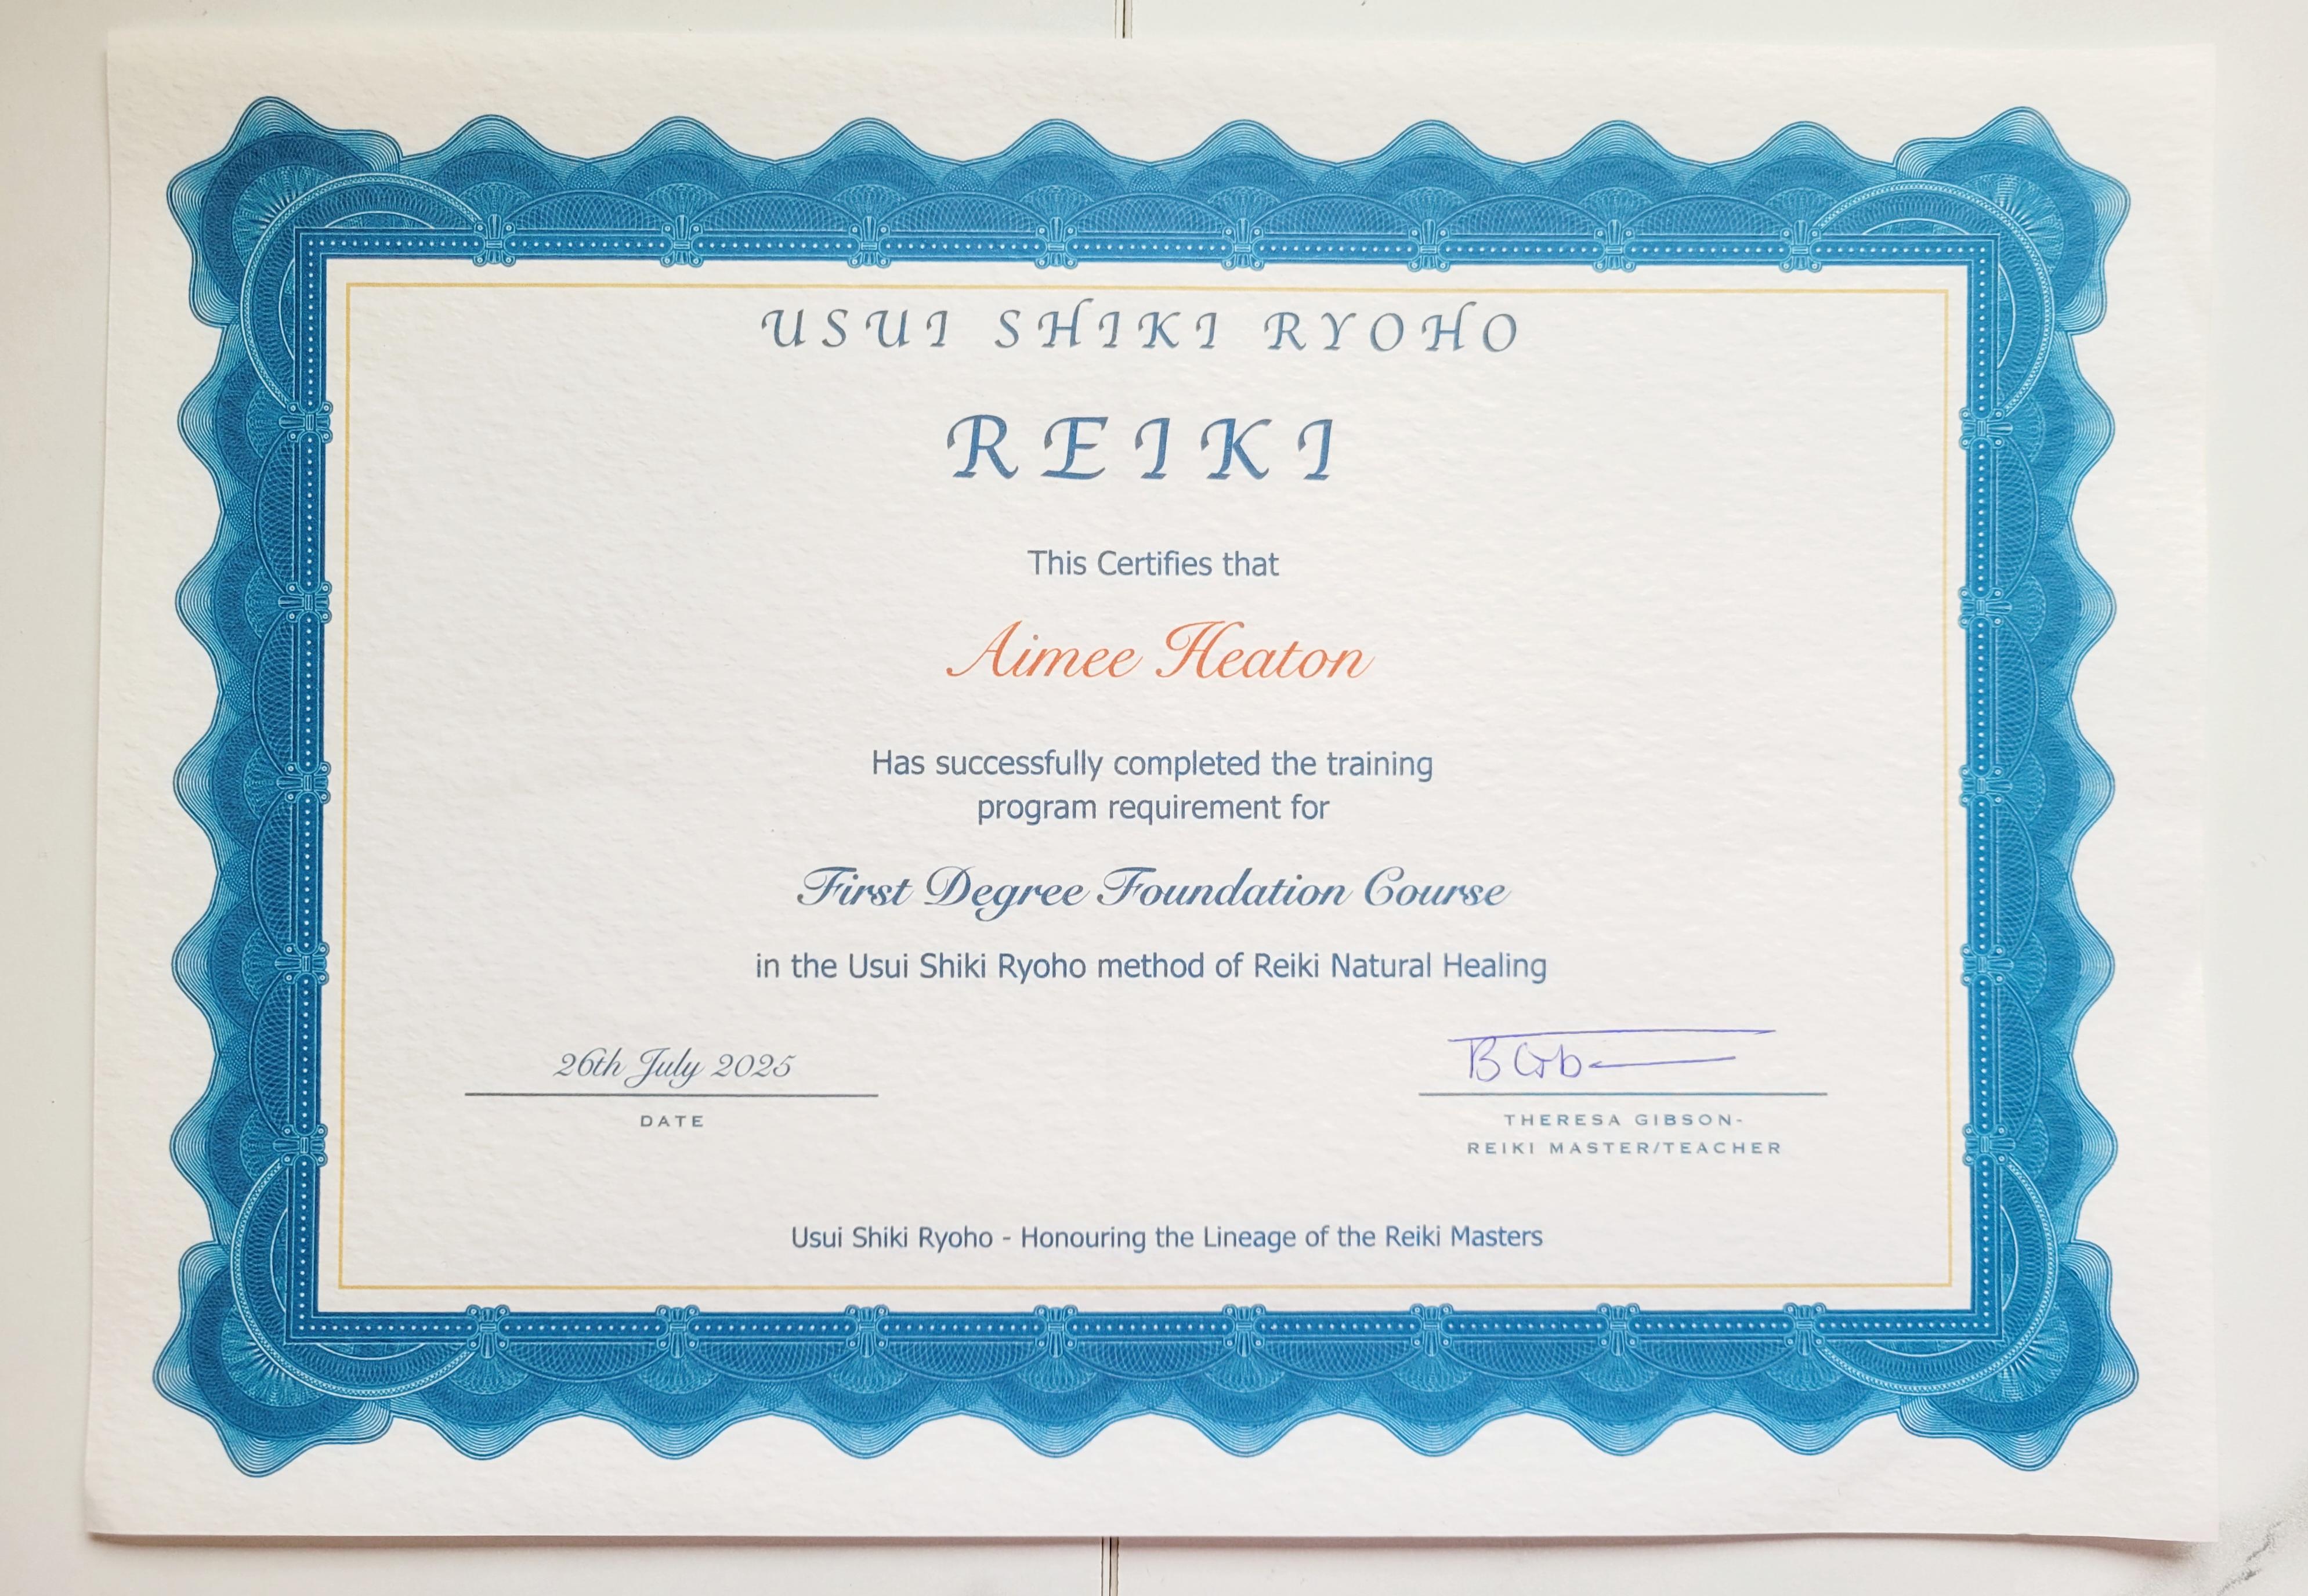 USUI SHIKI RYOHO
REIKI
This Certifies that
Aimee Heaton
Has successfully completed the training
program requirement for
First Degree Foundation Course
in the Usui Shiki Ryoho method of Reiki Natural Healing
26th July 2025
DATE
THERESA GIBSON-
REIKI MASTER/TEACHER
Usui Shiki Ryoho - Honouring the Lineage of the Reiki Masters